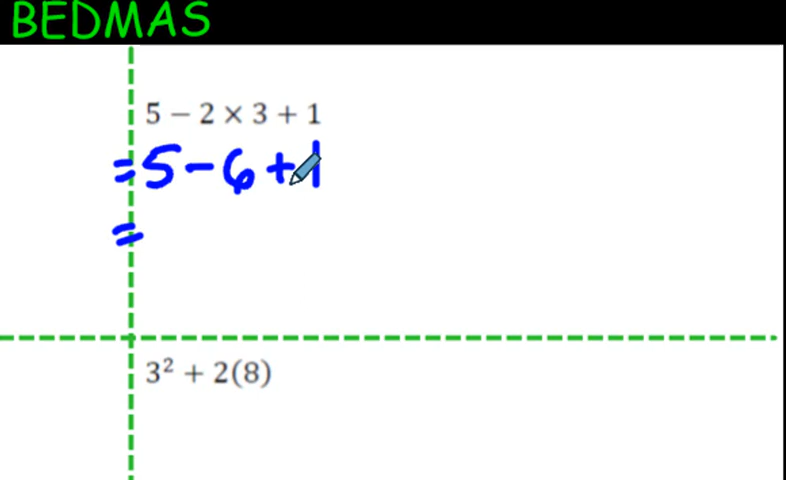 BEDMAS
5 − 2 × 3 + 1
= 5 - 6 + 1
=
3² + 2(8)